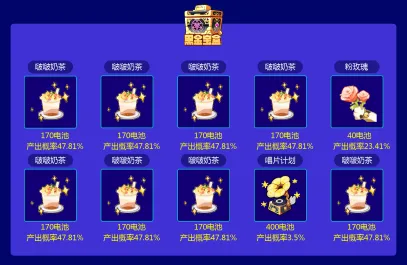 黑金宝盒
啵啵奶茶 啵啵奶茶 啵啵奶茶 啵啵奶茶 粉玫瑰
170电池 170电池 170电池 170电池 40电池
产出概率47.81% 产出概率47.81% 产出概率47.81% 产出概率47.81% 产出概率23.41%
啵啵奶茶 啵啵奶茶 啵啵奶茶 唱片计划 啵啵奶茶
170电池 170电池 170电池 400电池 170电池
产出概率47.81% 产出概率47.81% 产出概率47.81% 产出概率3.5% 产出概率47.81%